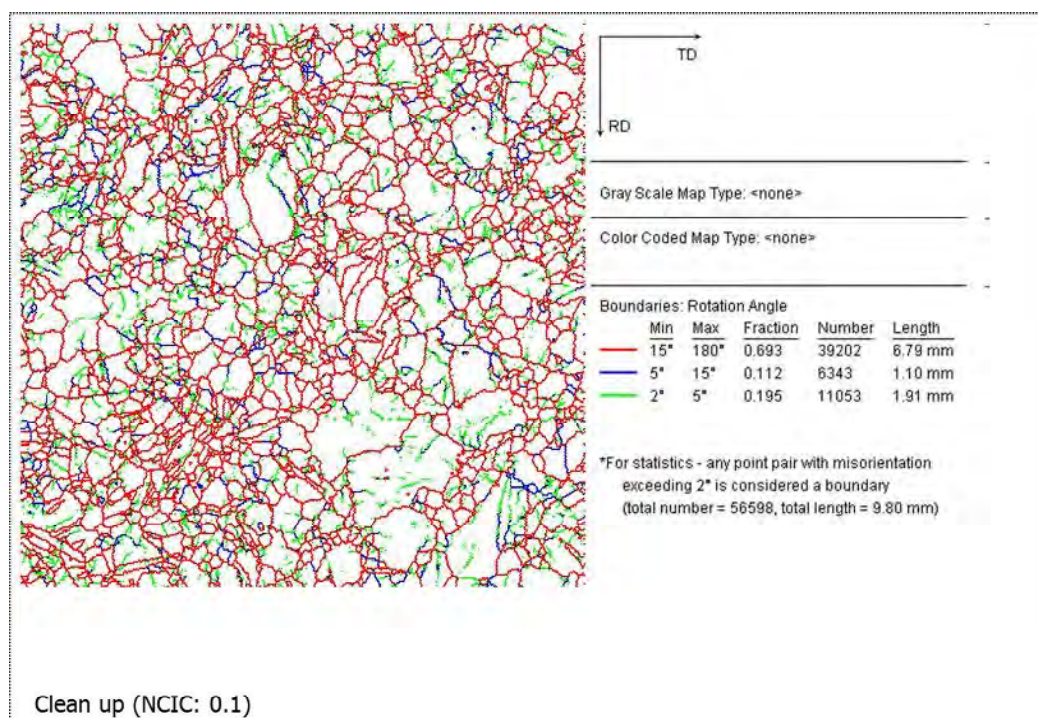 TD
RD
Gray Scale Map Type: <none>
Color Coded Map Type: <none>
Boundaries: Rotation Angle
Min Max Fraction Number Length
15° 180° 0.693 39202 6.79 mm
5° 15° 0.112 6343 1.10 mm
2° 5° 0.195 11053 1.91 mm
*For statistics - any point pair with misorientation
exceeding 2° is considered a boundary
(total number = 56598, total length = 9.80 mm)
Clean up (NCIC: 0.1)